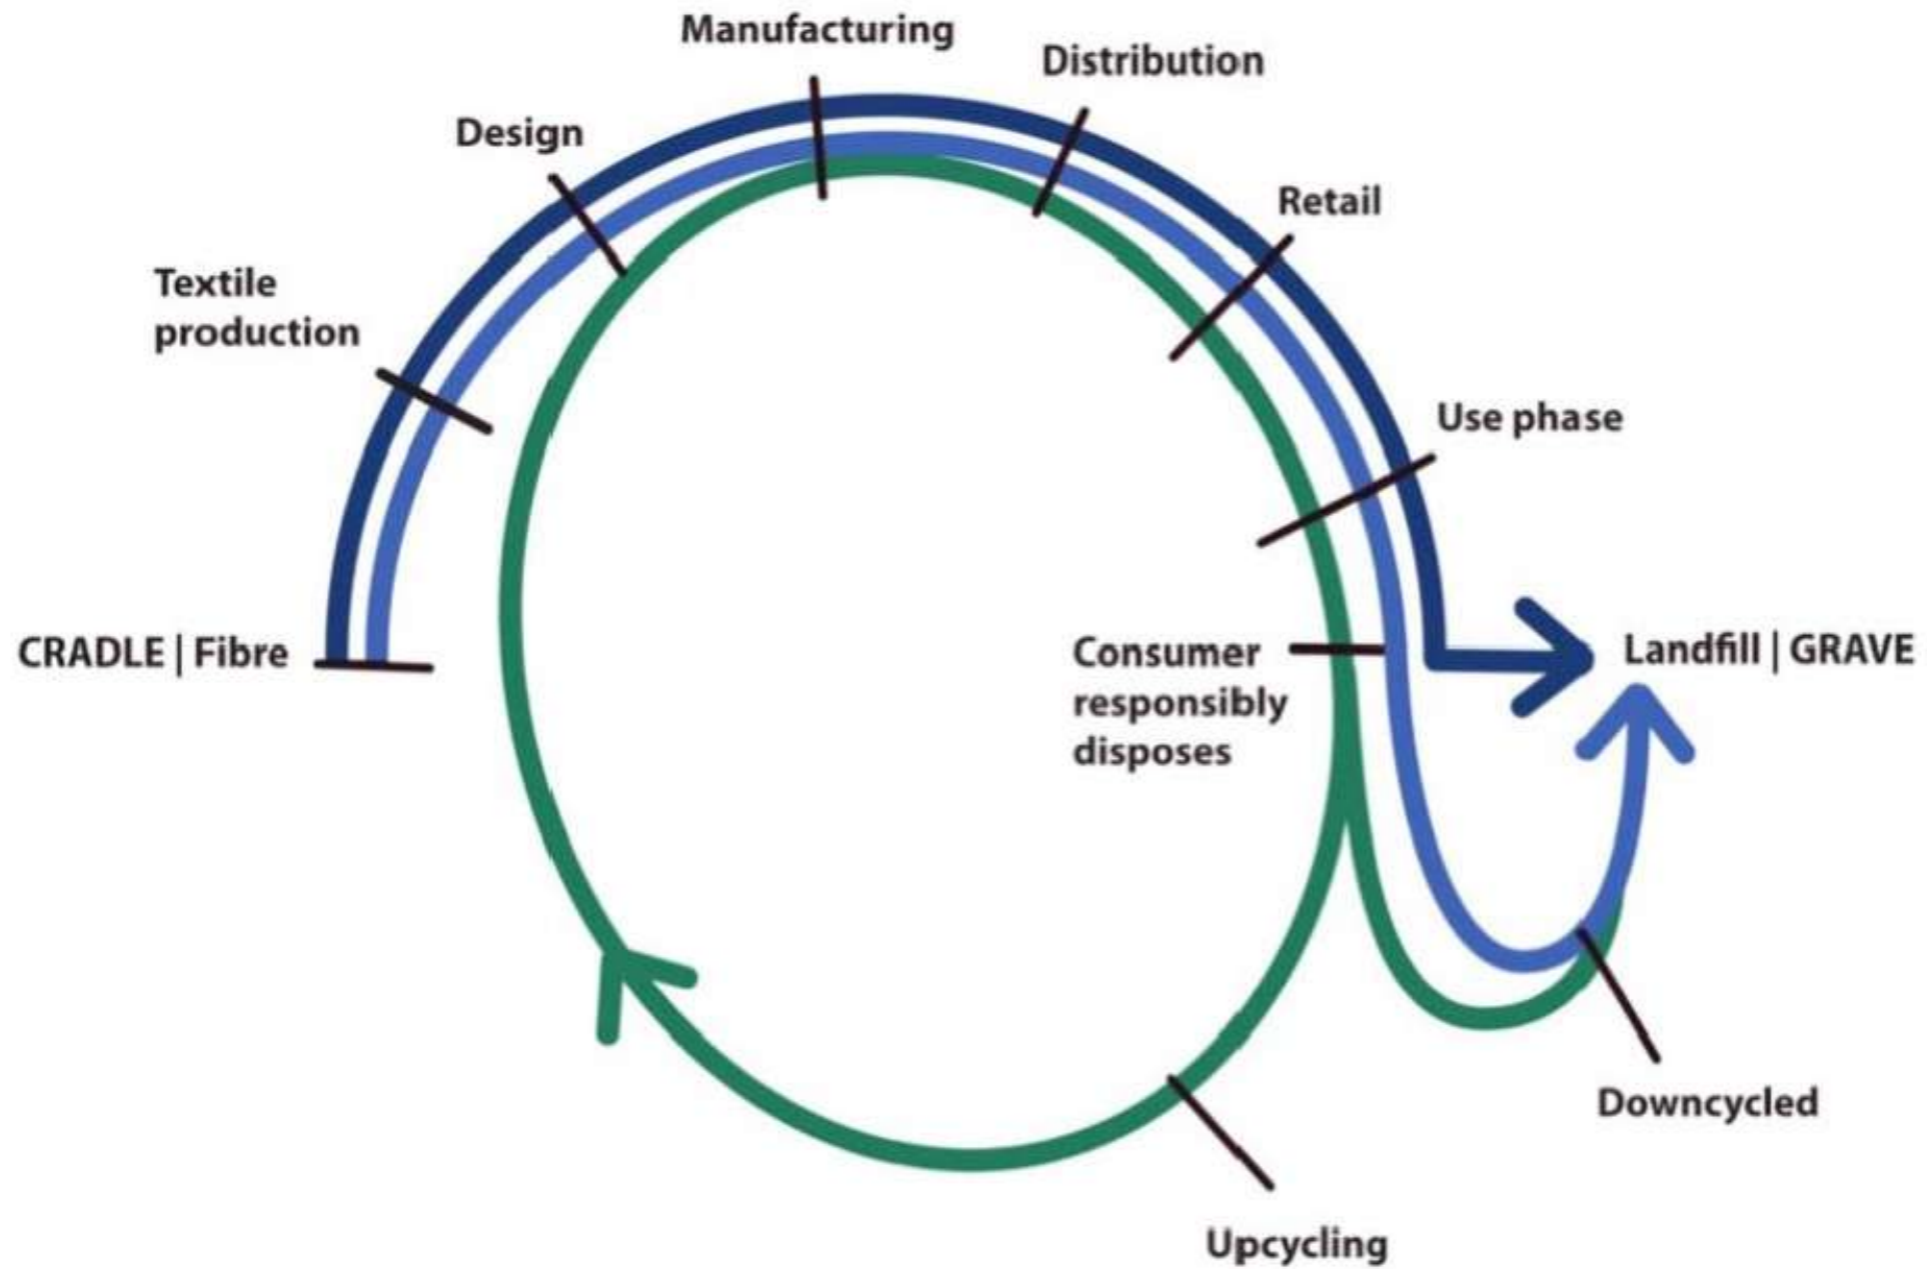 Manufacturing
Distribution
Design
Retail
Textile
production
Use phase
CRADLE | Fibre
Consumer
responsibly
disposes
Landfill | GRAVE
Downcycled
Upcycling